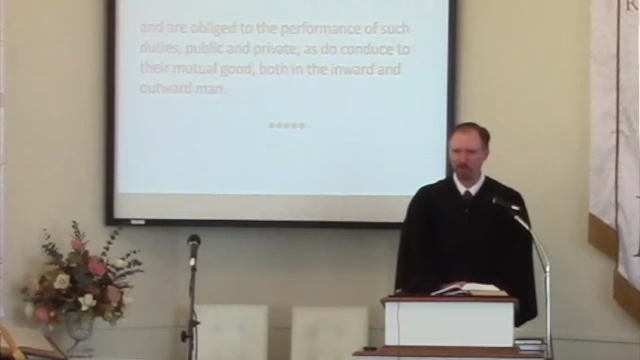 and are obliged to the performance of such
duties, public and private, as do conduce to
their mutual good, both in the inward and
outward man.
*****
R